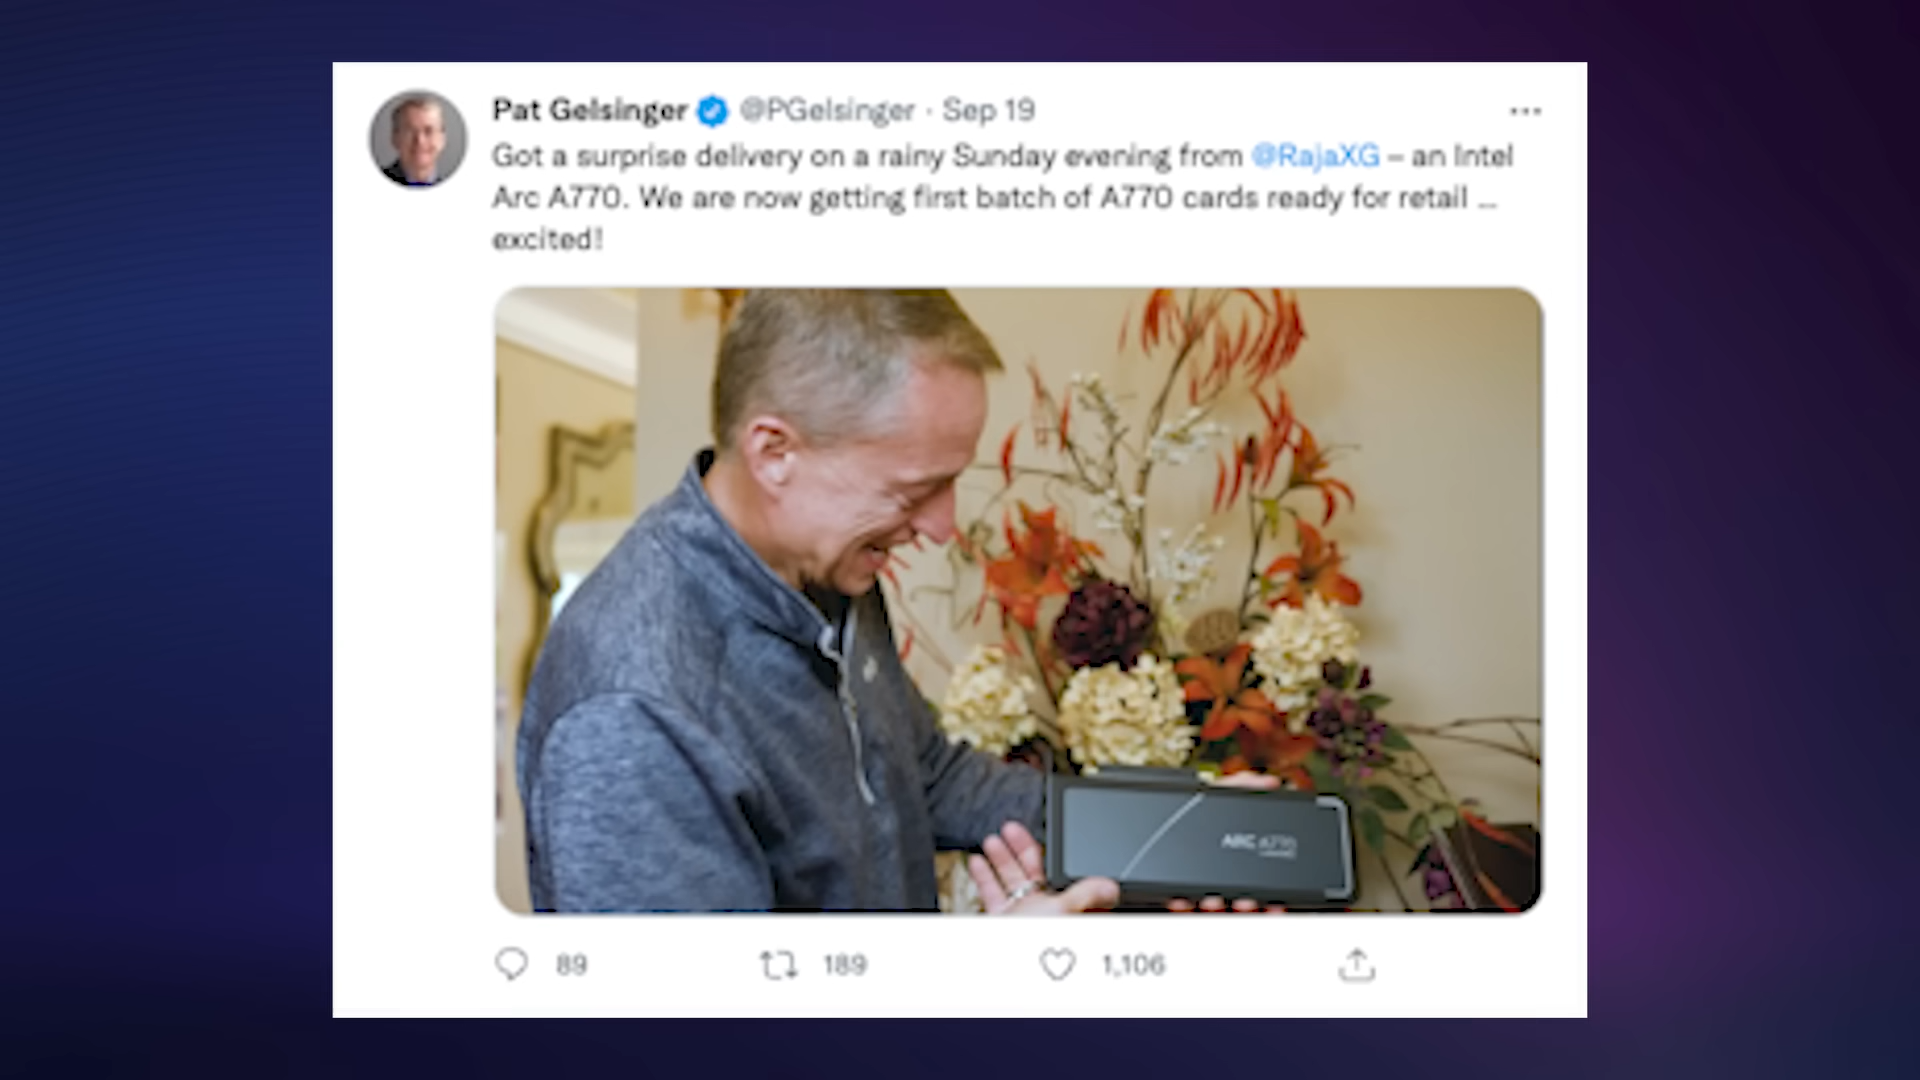 Pat Gelsinger @PGelsinger · Sep 19
Got a surprise delivery on a rainy Sunday evening from @RajaXG – an Intel
Arc A770. We are now getting first batch of A770 cards ready for retail ...
excited!
ARC A770
89 189 1,106